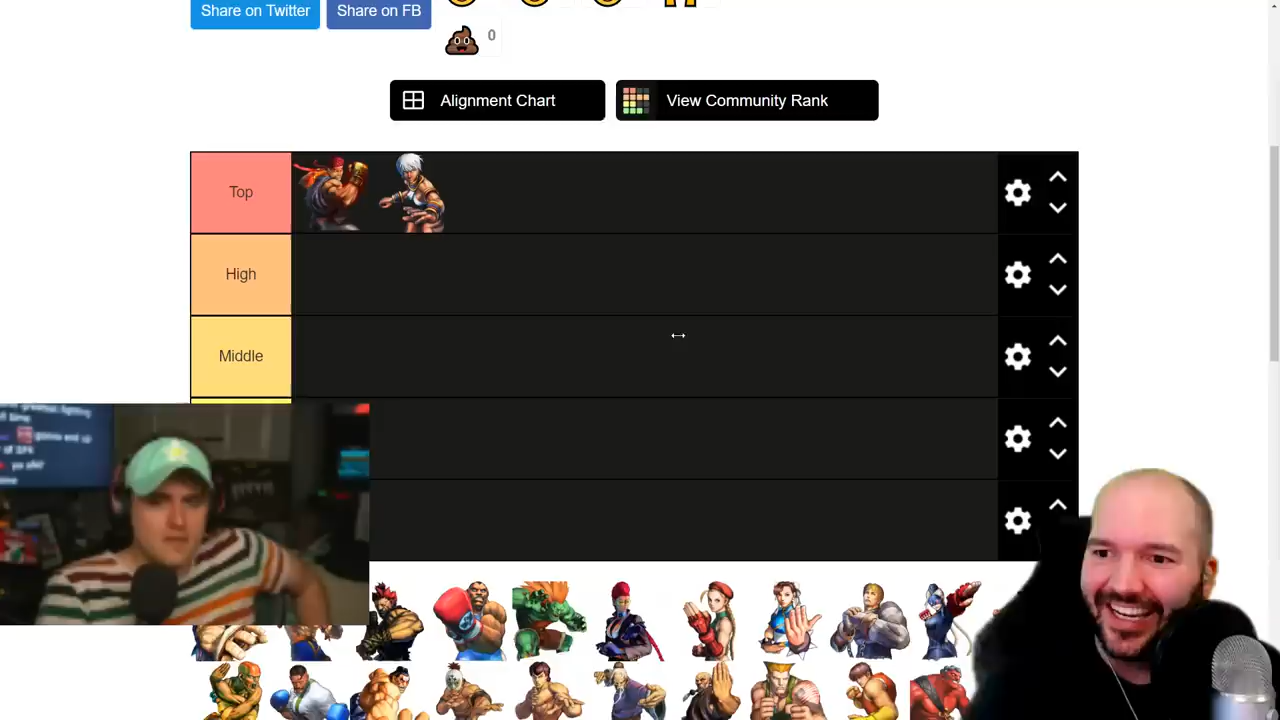 Share on Twitter
Share on FB
0
Alignment Chart
View Community Rank
Top
High
Middle